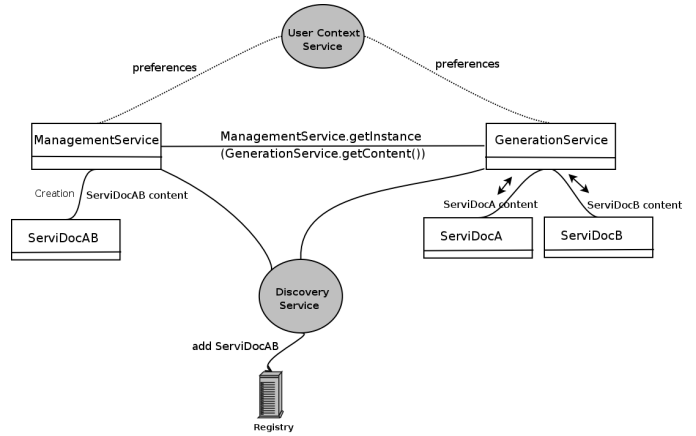 User Context
Service
preferences
preferences
ManagementService
ManagementService.getInstance
(GenerationService.getContent())
GenerationService
Creation
ServiDocAB content
ServiDocA content
ServiDocB content
ServiDocAB
ServiDocA
ServiDocB
Discovery
Service
add ServiDocAB
Registry